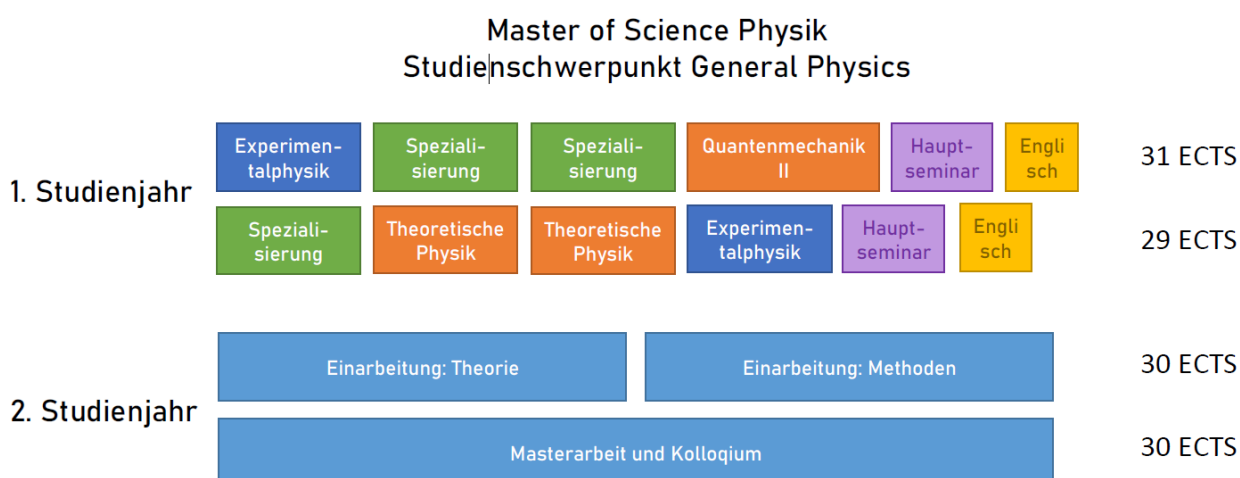 Master of Science Physik
Studienschwerpunkt General Physics
1. Studienjahr
Experimen-
talphysik
Speziali-
sierung
Speziali-
sierung
Quantenmechanik
II
Haupt-
seminar
Engli
sch
31 ECTS
Speziali-
sierung
Theoretische
Physik
Theoretische
Physik
Experimen-
talphysik
Haupt-
seminar
Engli
sch
29 ECTS
2. Studienjahr
Einarbeitung: Theorie
Einarbeitung: Methoden
30 ECTS
Masterarbeit und Kolloqium
30 ECTS